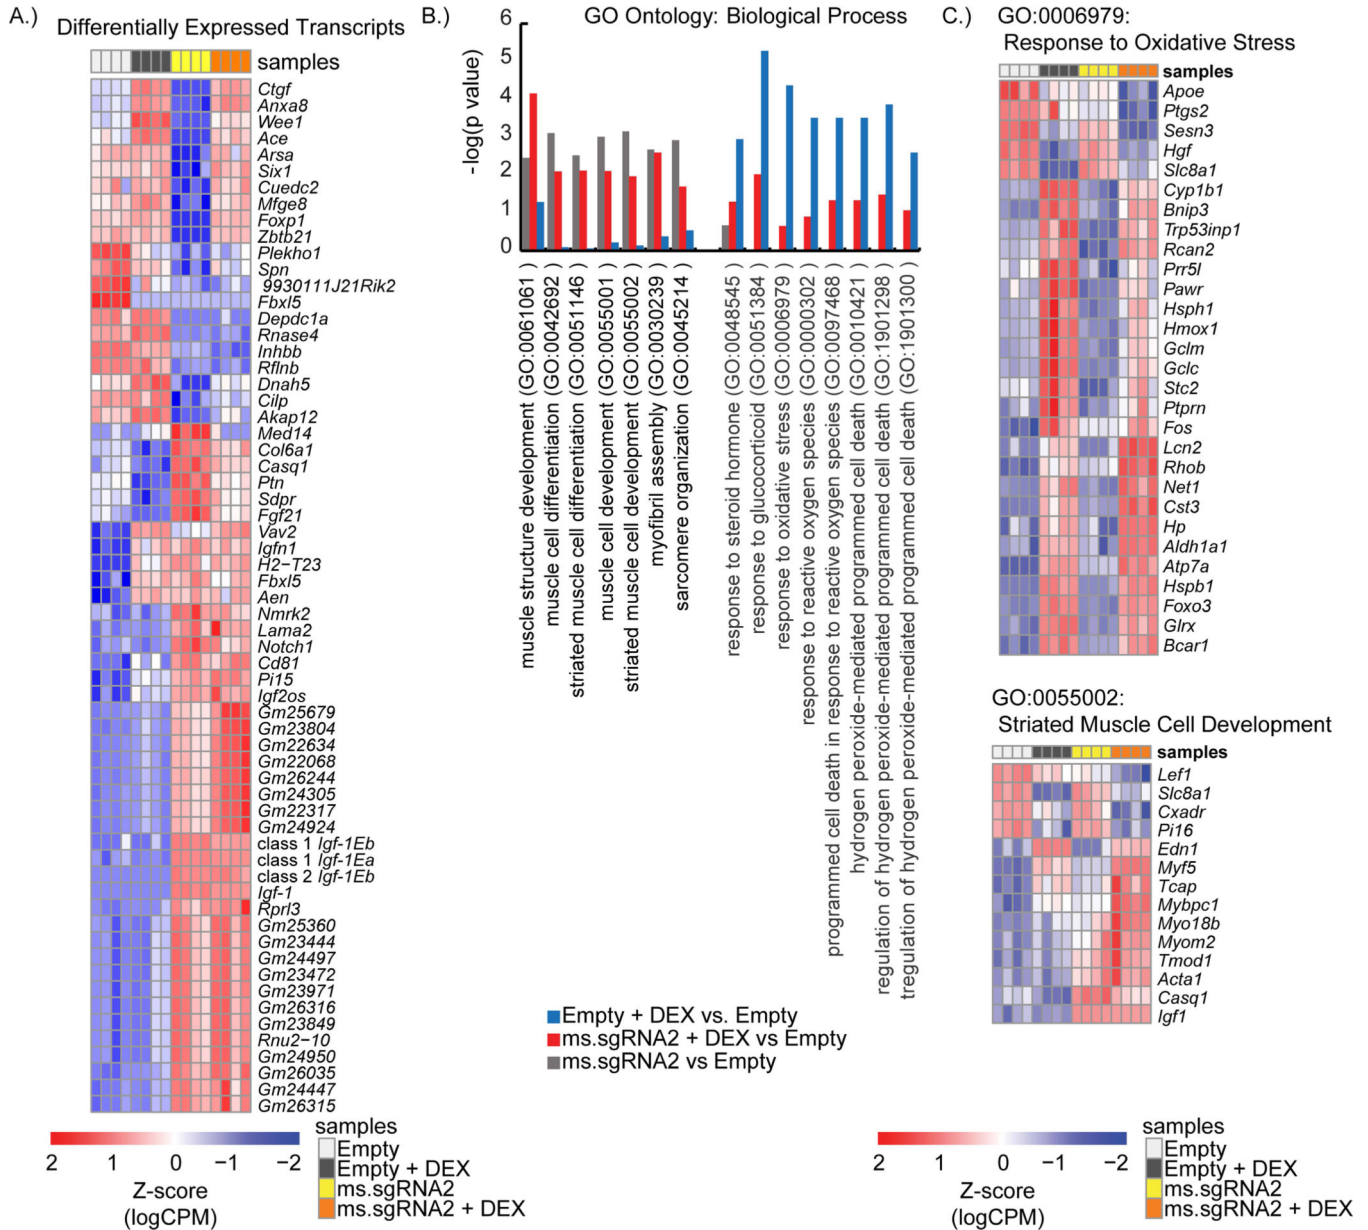 A.)
Differentially Expressed Transcripts
samples
Ctgf
Anxa8
Wee1
Ace
Arsa
Six1
Cuedc2
Mfge8
Foxp1
Zbtb21
Plekho1
Spn
9930111J21Rik2
Fbxl5
Depdc1a
Rnase4
Inhbb
Rflnb
Dnah5
Cilp
Akap12
Med14
Col6a1
Casq1
Ptn
Sdpr
Fgf21
Vav2
Igfn1
H2−T23
Fbxl5
Aen
Nmrk2
Lama2
Notch1
Cd81
Pi15
Igf2os
Gm25679
Gm23804
Gm22634
Gm22068
Gm26244
Gm24305
Gm22317
Gm24924
class 1 Igf-1Eb
class 1 Igf-1Ea
class 2 Igf-1Eb
Igf-1
Rprl3
Gm25360
Gm23444
Gm24497
Gm23472
Gm23971
Gm26316
Gm23849
Rnu2−10
Gm24950
Gm26035
Gm24447
Gm26315
2 1 0 −1 −2
Z-score
(logCPM)
samples
Empty
Empty + DEX
ms.sgRNA2
ms.sgRNA2 + DEX
B.)
GO Ontology: Biological Process
-log(p value)
6
5
4
3
2
1
0
muscle structure development (GO:0061061 )
muscle cell differentiation (GO:0042692 )
striated muscle cell differentiation (GO:0051146 )
muscle cell development (GO:0055001 )
striated muscle cell development (GO:0055002 )
myofibril assembly (GO:0030239 )
sarcomere organization (GO:0045214 )
response to steroid hormone (GO:0048545 )
response to glucocorticoid (GO:0051384 )
response to oxidative stress (GO:0006979 )
response to reactive oxygen species (GO:0000302 )
programmed cell death in response to reactive oxygen species (GO:0097468 )
hydrogen peroxide-mediated programmed cell death (GO:0010421 )
regulation of hydrogen peroxide-mediated programmed cell death (GO:1901298 )
tregulation of hydrogen peroxide-mediated programmed cell death (GO:1901300 )
Empty + DEX vs. Empty
ms.sgRNA2 + DEX vs Empty
ms.sgRNA2 vs Empty
C.)
GO:0006979:
Response to Oxidative Stress
samples
Apoe
Ptgs2
Sesn3
Hgf
Slc8a1
Cyp1b1
Bnip3
Trp53inp1
Rcan2
Prr5l
Pawr
Hsph1
Hmox1
Gclm
Gclc
Stc2
Ptprn
Fos
Lcn2
Rhob
Net1
Cst3
Hp
Aldh1a1
Atp7a
Hspb1
Foxo3
Glrx
Bcar1
GO:0055002:
Striated Muscle Cell Development
samples
Lef1
Slc8a1
Cxadr
Pi16
Edn1
Myf5
Tcap
Mybpc1
Myo18b
Myom2
Tmod1
Acta1
Casq1
Igf1
2 1 0 −1 −2
Z-score
(logCPM)
samples
Empty
Empty + DEX
ms.sgRNA2
ms.sgRNA2 + DEX